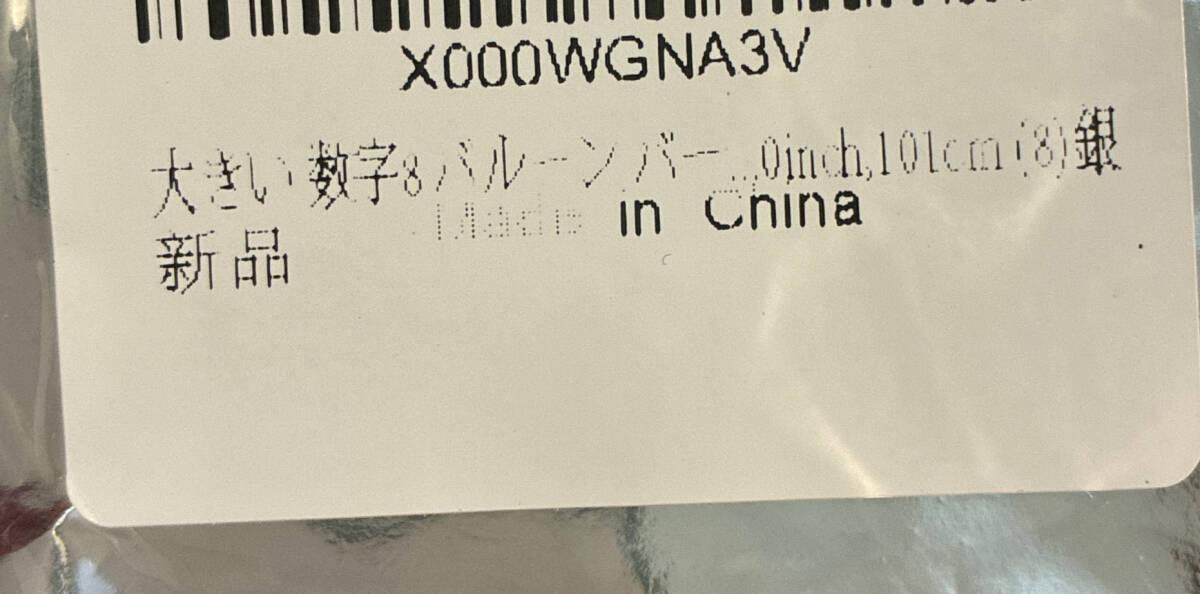 X000WGNA3V
大きい 数字8バルーン バー...0inch,101cm (8)銀
新品 Made in China